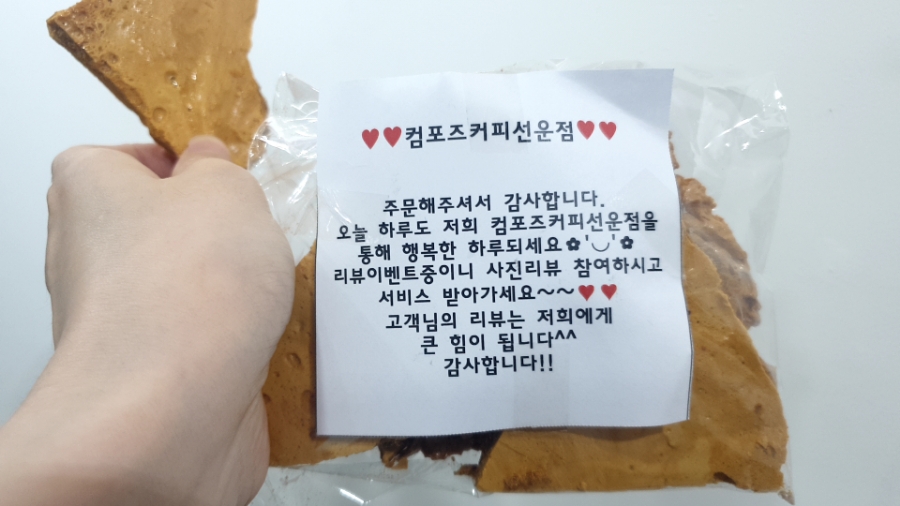 ♥♥컴포즈커피선운점♥♥
주문해주셔서 감사합니다.
오늘 하루도 저희 컴포즈커피선운점을
통해 행복한 하루되세요✿'◡'✿
리뷰이벤트중이니 사진리뷰 참여하시고
서비스 받아가세요~~♥♥
고객님의 리뷰는 저희에게
큰 힘이 됩니다^^
감사합니다!!